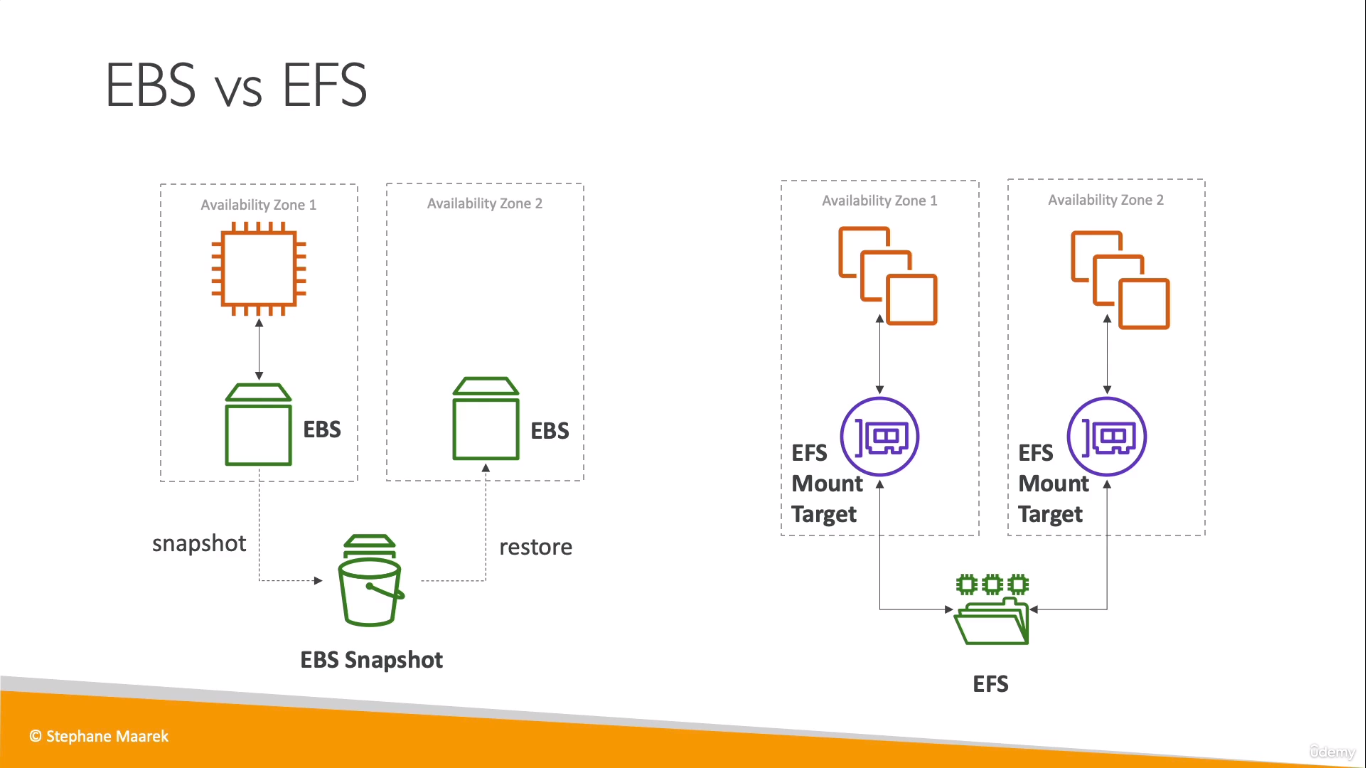 EBS vs EFS
Availability Zone 1
Availability Zone 2
EBS
EBS
snapshot
restore
EBS Snapshot
Availability Zone 1
Availability Zone 2
EFS
Mount
Target
EFS
Mount
Target
EFS
© Stephane Maarek
ûdemy